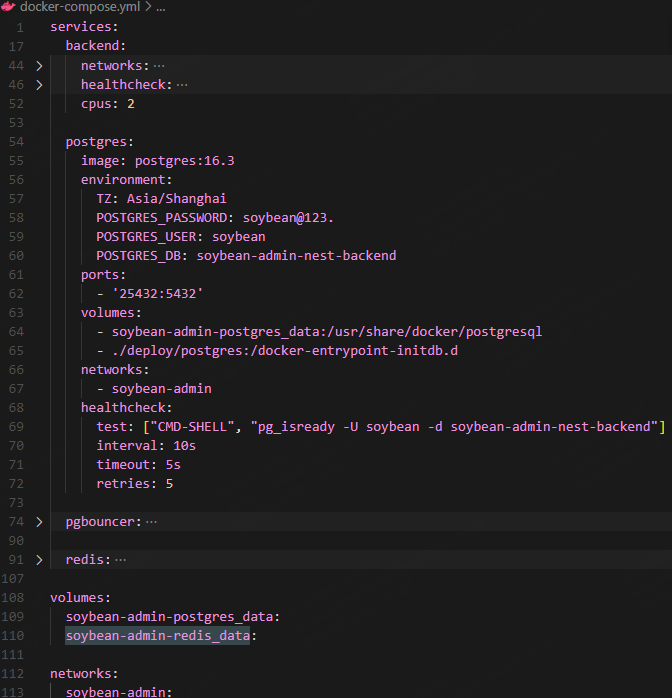 docker-compose.yml > ...
1 services:
17 backend:
44 > networks: ...
46 > healthcheck: ...
52 cpus: 2
53
54 postgres:
55 image: postgres:16.3
56 environment:
57 TZ: Asia/Shanghai
58 POSTGRES_PASSWORD: soybean@123.
59 POSTGRES_USER: soybean
60 POSTGRES_DB: soybean-admin-nest-backend
61 ports:
62 - '25432:5432'
63 volumes:
64 - soybean-admin-postgres_data:/usr/share/docker/postgresql
65 - ./deploy/postgres:/docker-entrypoint-initdb.d
66 networks:
67 - soybean-admin
68 healthcheck:
69 test: ["CMD-SHELL", "pg_isready -U soybean -d soybean-admin-nest-backend"]
70 interval: 10s
71 timeout: 5s
72 retries: 5
73
74 > pgbouncer: ...
90
91 > redis: ...
107
108 volumes:
109 soybean-admin-postgres_data:
110 soybean-admin-redis_data:
111
112 networks:
113 soybean-admin: